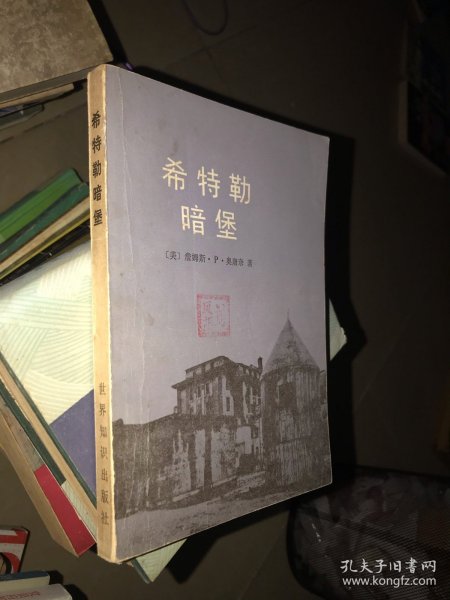 希特勒
暗堡
〔美〕詹姆斯·P·奥唐奈 著
希特勒暗堡
世界知识出版社
孔夫子旧书网
www.kongfz.com